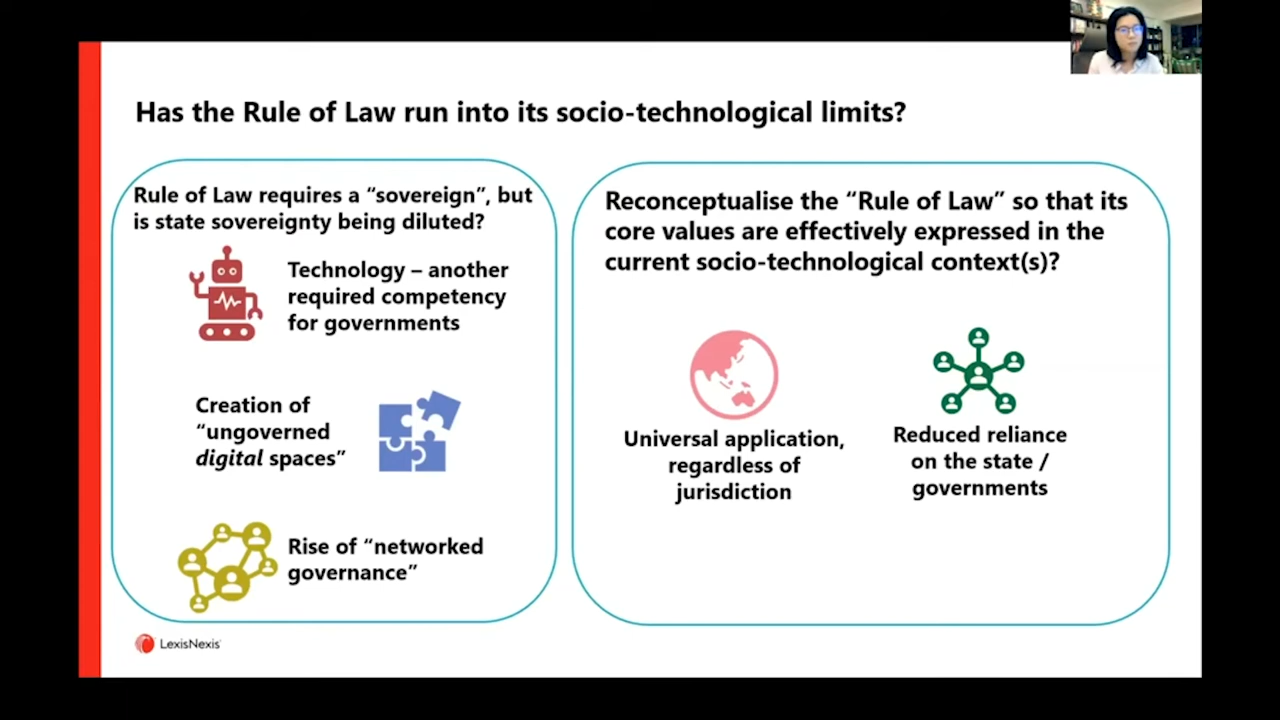 Has the Rule of Law run into its socio-technological limits?
Rule of Law requires a “sovereign”, but
is state sovereignty being diluted?
Technology – another
required competency
for governments
Creation of
“ungoverned
digital spaces”
Rise of “networked
governance”
Reconceptualise the “Rule of Law” so that its
core values are effectively expressed in the
current socio-technological context(s)?
Universal application,
regardless of
jurisdiction
Reduced reliance
on the state /
governments
LexisNexis